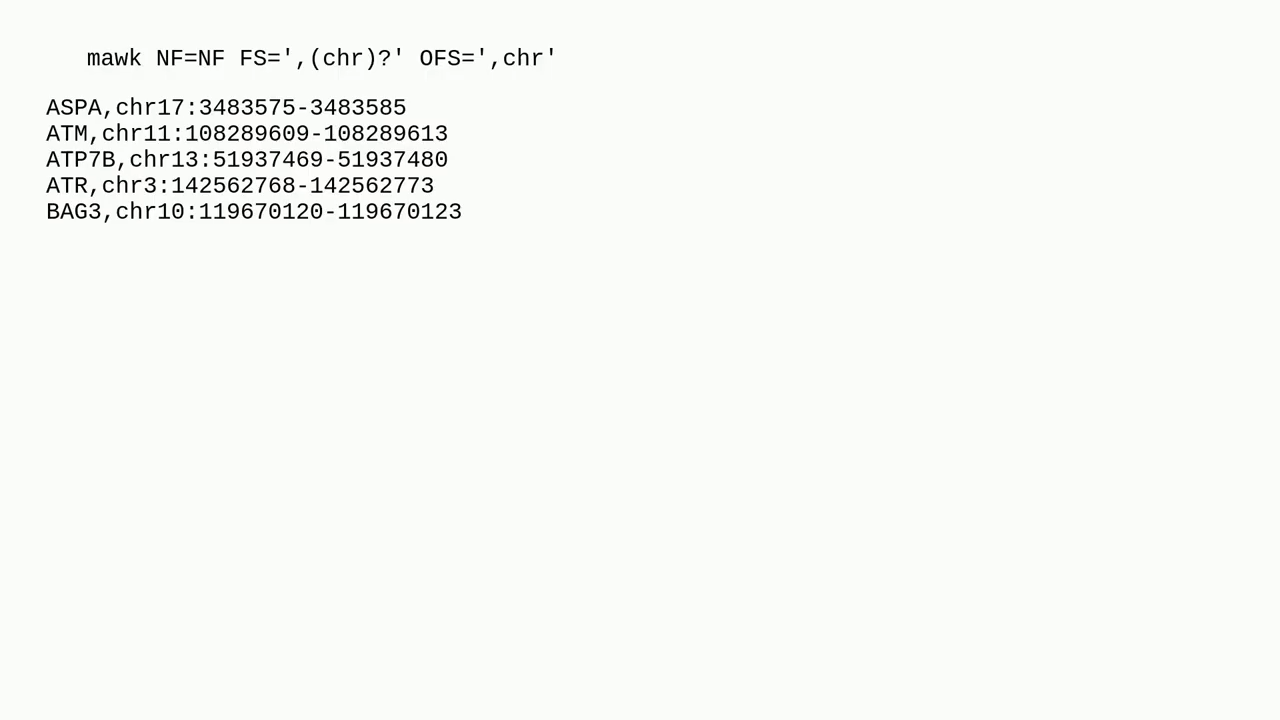 mawk NF=NF FS=',(chr)?' OFS=',chr'
ASPA,chr17:3483575-3483585
ATM,chr11:108289609-108289613
ATP7B,chr13:51937469-51937480
ATR,chr3:142562768-142562773
BAG3,chr10:119670120-119670123